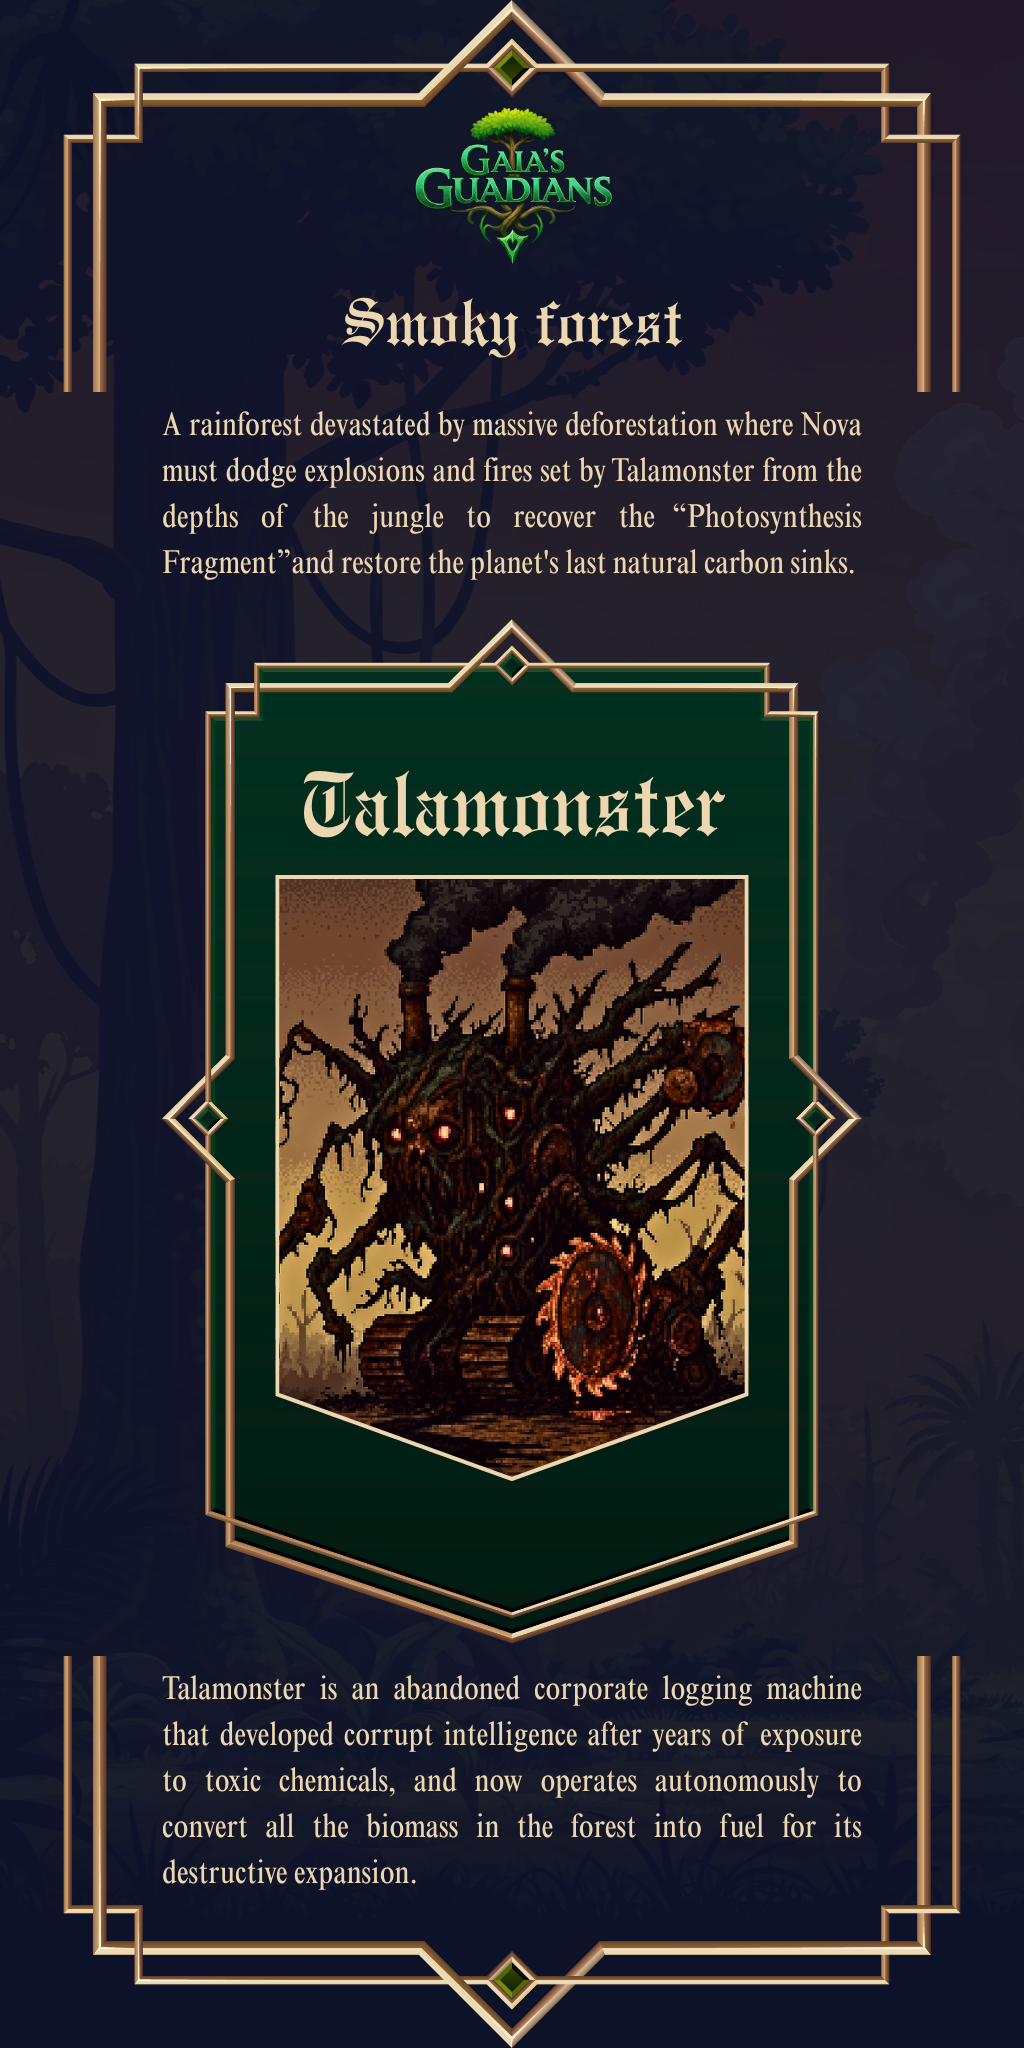 GAIA'S
GUADIANS
Smoky forest
A rainforest devastated by massive deforestation where Nova
must dodge explosions and fires set by Talamonster from the
depths of the jungle to recover the “Photosynthesis
Fragment”and restore the planet's last natural carbon sinks.
Talamonster
Talamonster is an abandoned corporate logging machine
that developed corrupt intelligence after years of exposure
to toxic chemicals, and now operates autonomously to
convert all the biomass in the forest into fuel for its
destructive expansion.